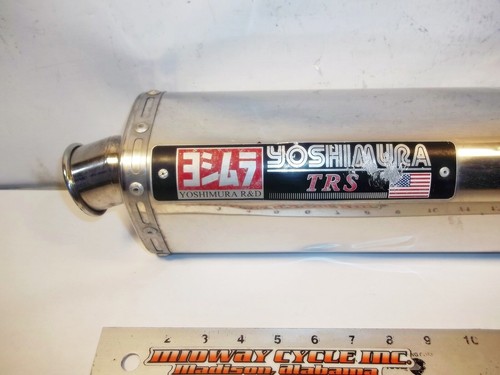 ヨシムラ
YOSHIMURA R&D
YOSHIMURA
TRS
2 3 4 5 6 7 8 9 10
MIDWAY CYCLE INC.
Madison, Alabama